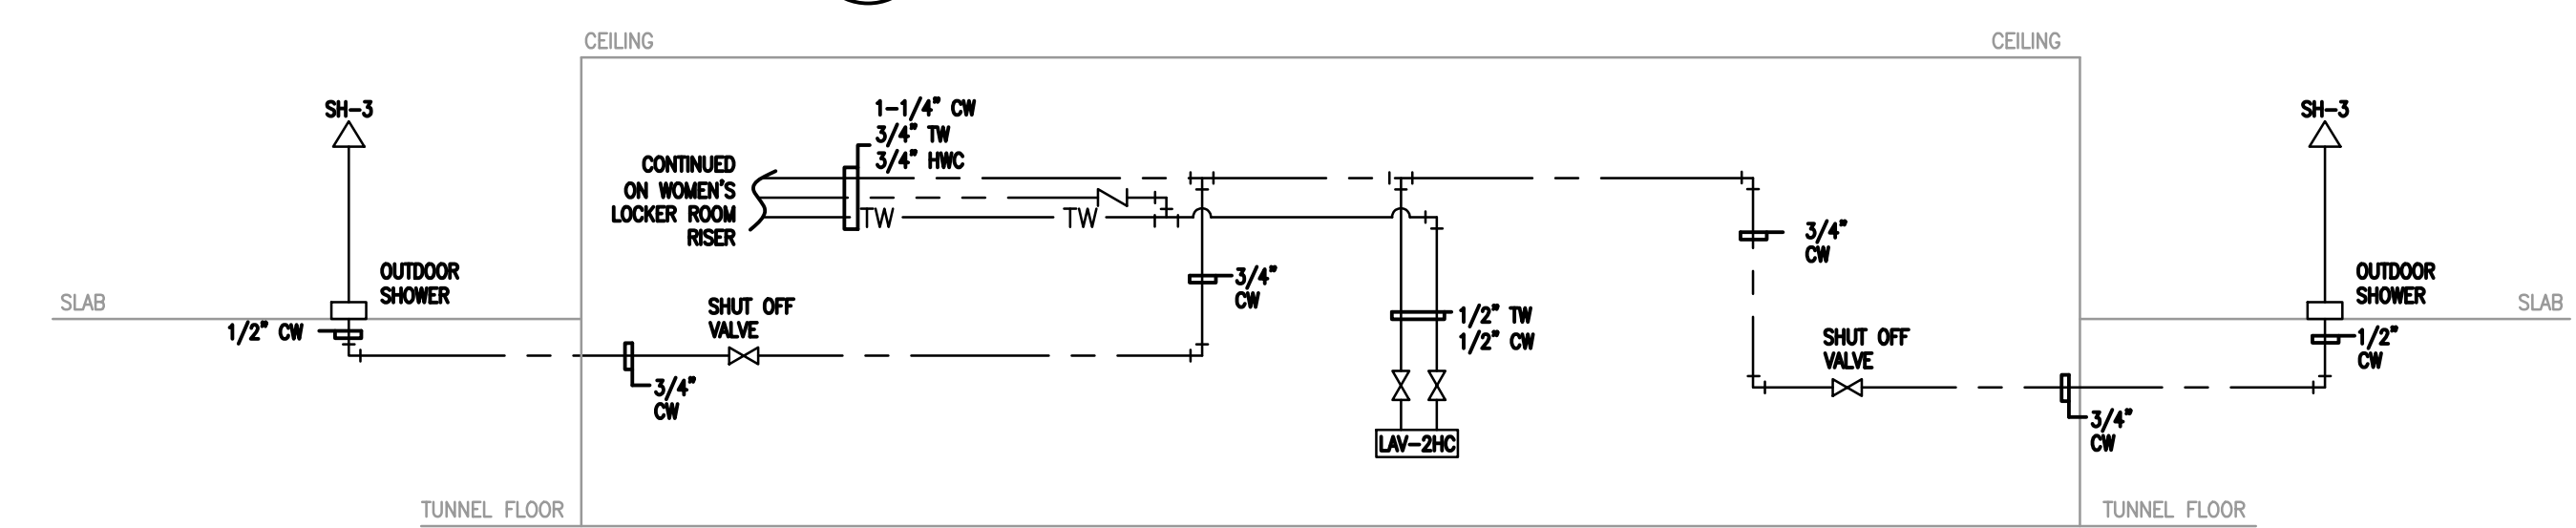 CEILING
CEILING
SH-3
1-1/4" CW
3/4" TW
3/4" HWC
SH-3
CONTINUED
ON WOMEN'S
LOCKER ROOM
RISER
TW
TW
3/4"
CW
OUTDOOR
SHOWER
3/4"
CW
OUTDOOR
SHOWER
SLAB
SLAB
1/2" CW
SHUT OFF
VALVE
1/2" TW
1/2" CW
SHUT OFF
VALVE
1/2"
CW
3/4"
CW
3/4"
CW
LAV-2HC
TUNNEL FLOOR
TUNNEL FLOOR